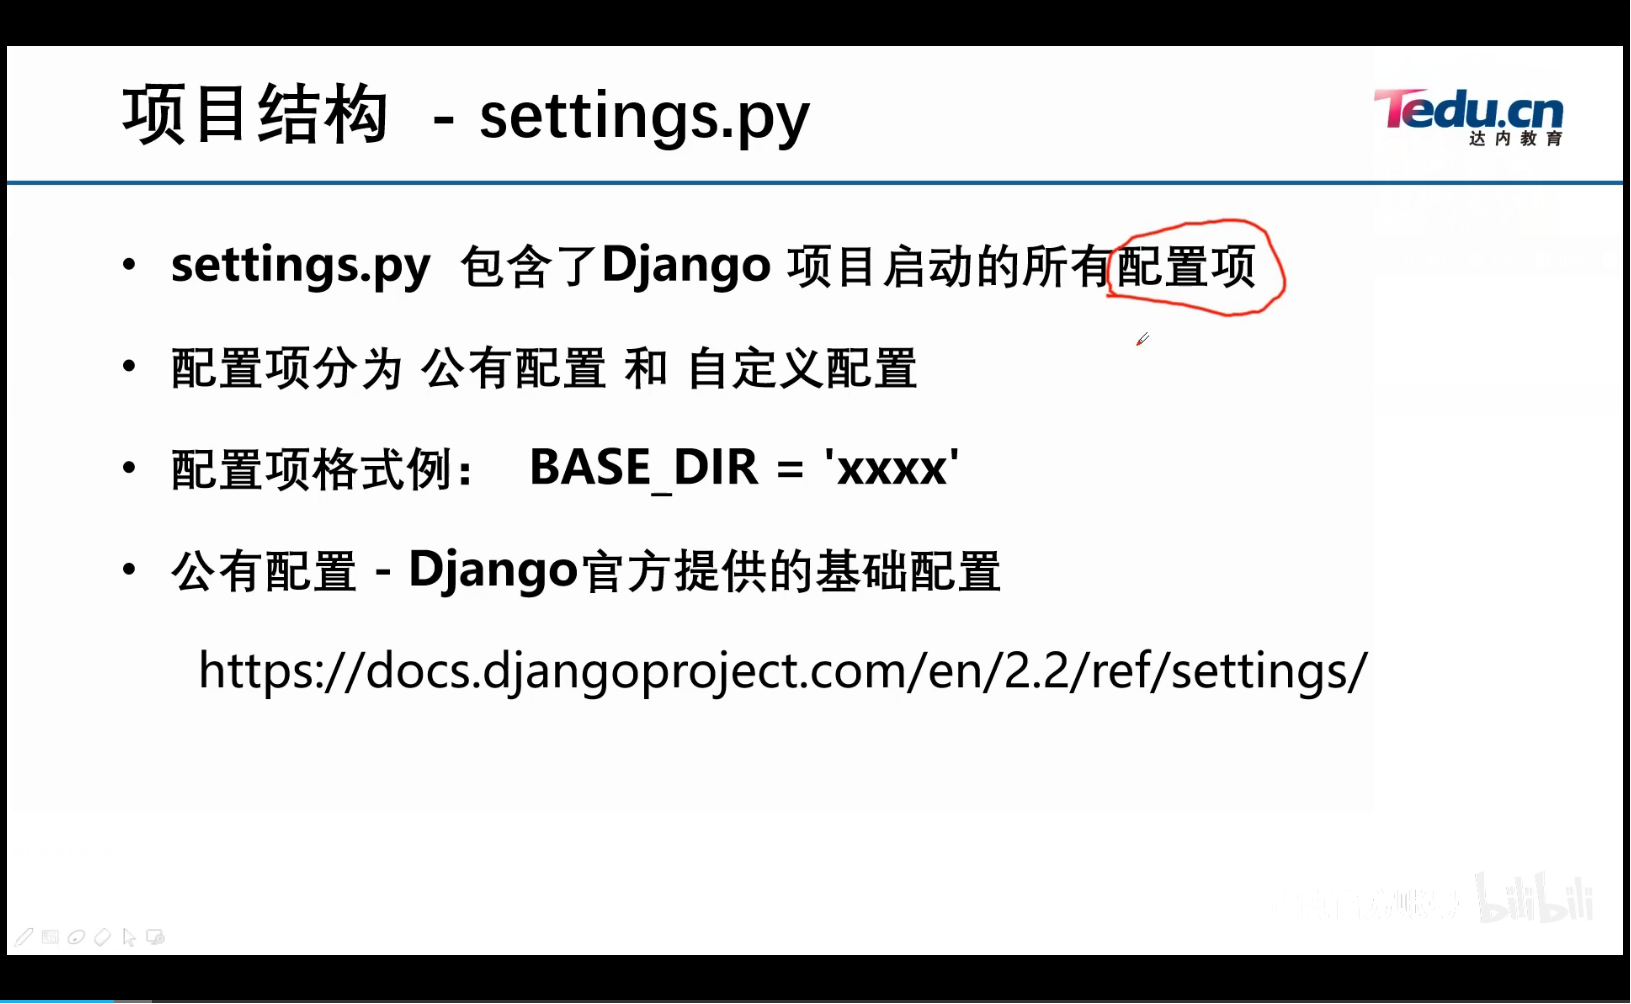 项目结构 - settings.py
Tedu.cn
达内教育
• settings.py 包含了Django 项目启动的所有配置项
• 配置项分为 公有配置 和 自定义配置
• 配置项格式例： BASE_DIR = 'xxxx'
• 公有配置 - Django官方提供的基础配置
https://docs.djangoproject.com/en/2.2/ref/settings/
bilibili